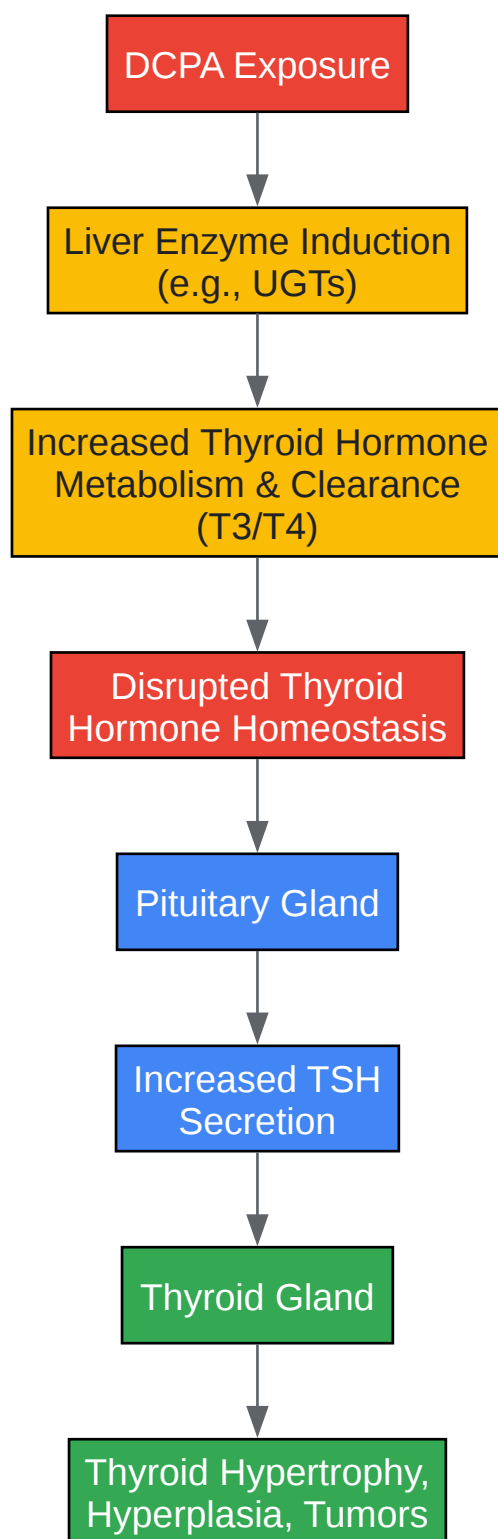 DCPA Exposure
Liver Enzyme Induction
(e.g., UGTs)
Increased Thyroid Hormone
Metabolism & Clearance
(T3/T4)
Disrupted Thyroid
Hormone Homeostasis
Pituitary Gland
Increased TSH
Secretion
Thyroid Gland
Thyroid Hypertrophy,
Hyperplasia, Tumors